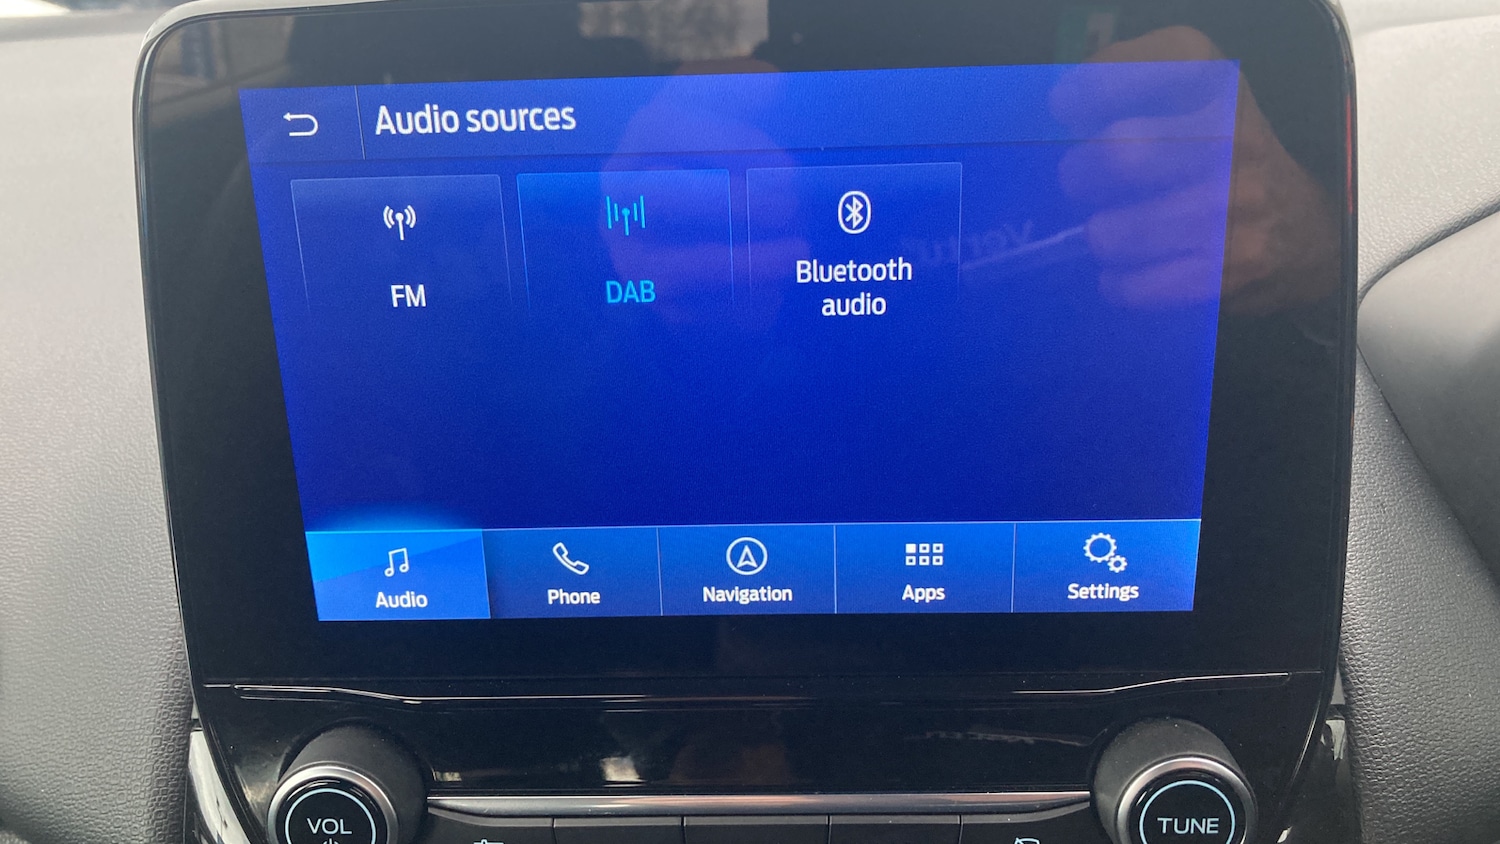 Audio sources
FM
DAB
Bluetooth
audio
Audio
Phone
Navigation
Apps
Settings
VOL
TUNE